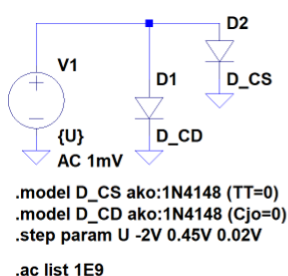 D2
V1
D1
D_CS
{U}
D_CD
AC 1mV
.model D_CS ako:1N4148 (TT=0)
.model D_CD ako:1N4148 (Cjo=0)
.step param U -2V 0.45V 0.02V
.ac list 1E9